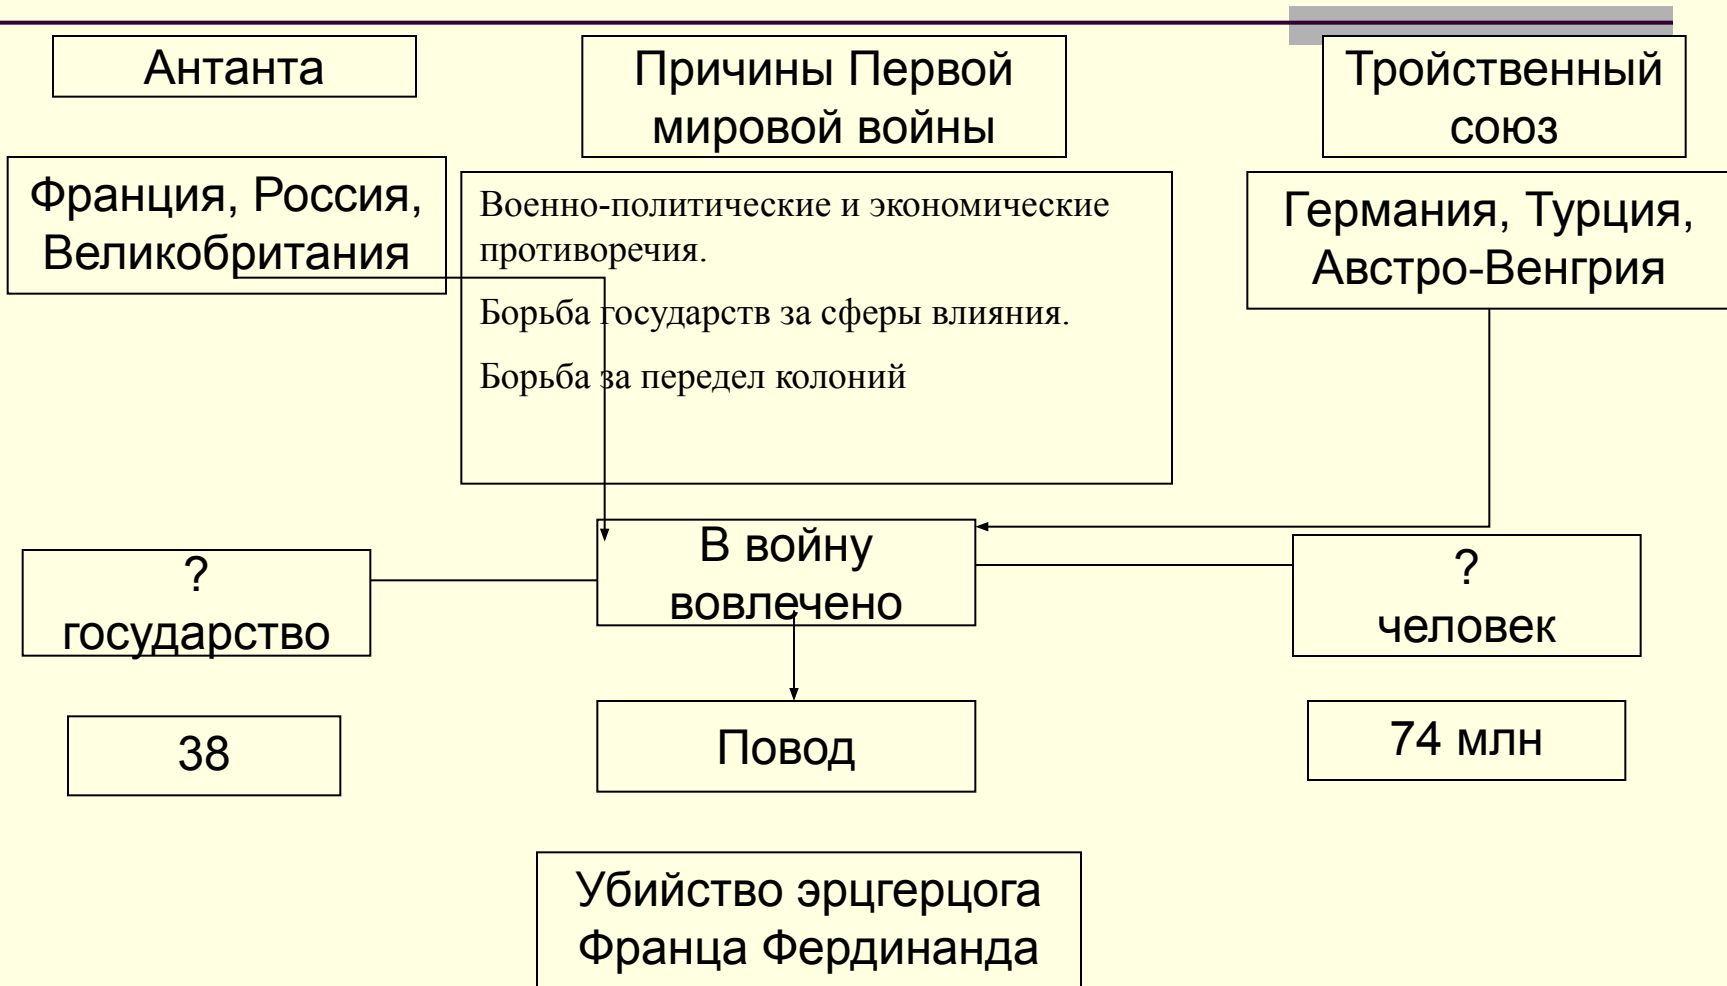 Антанта
Причины Первой
мировой войны
Тройственный
союз
Франция, Россия,
Великобритания
Военно-политические и экономические
противоречия.
Борьба государств за сферы влияния.
Борьба за передел колоний
Германия, Турция,
Австро-Венгрия
?
государство
В войну
вовлечено
?
человек
38
Повод
74 млн
Убийство эрцгерцога
Франца Фердинанда